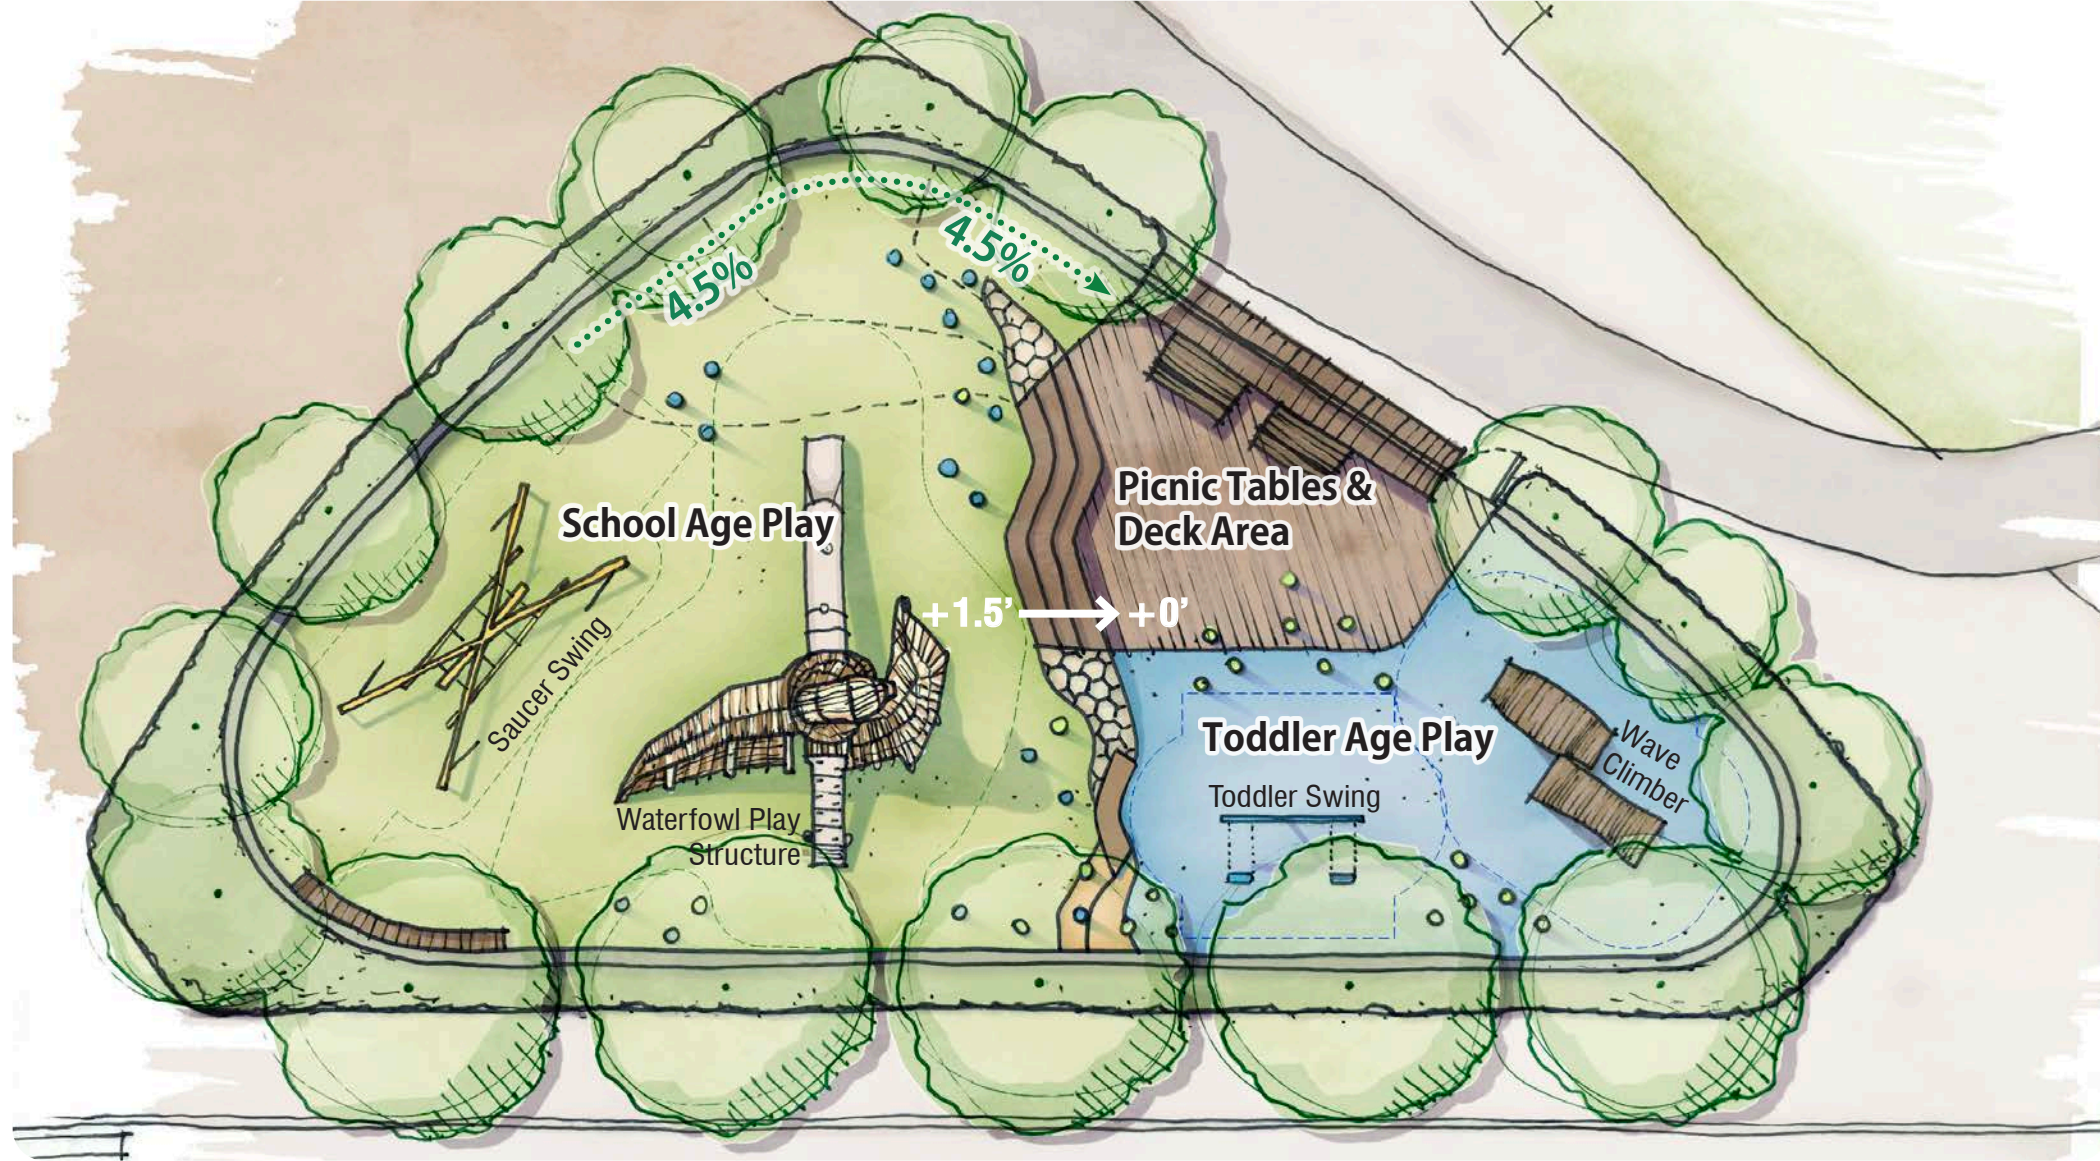 4.5%
4.5%
School Age Play
Picnic Tables &
Deck Area
+1.5’
+0’
Saucer Swing
Waterfowl Play
Structure
Toddler Age Play
Toddler Swing
Wave
Climber